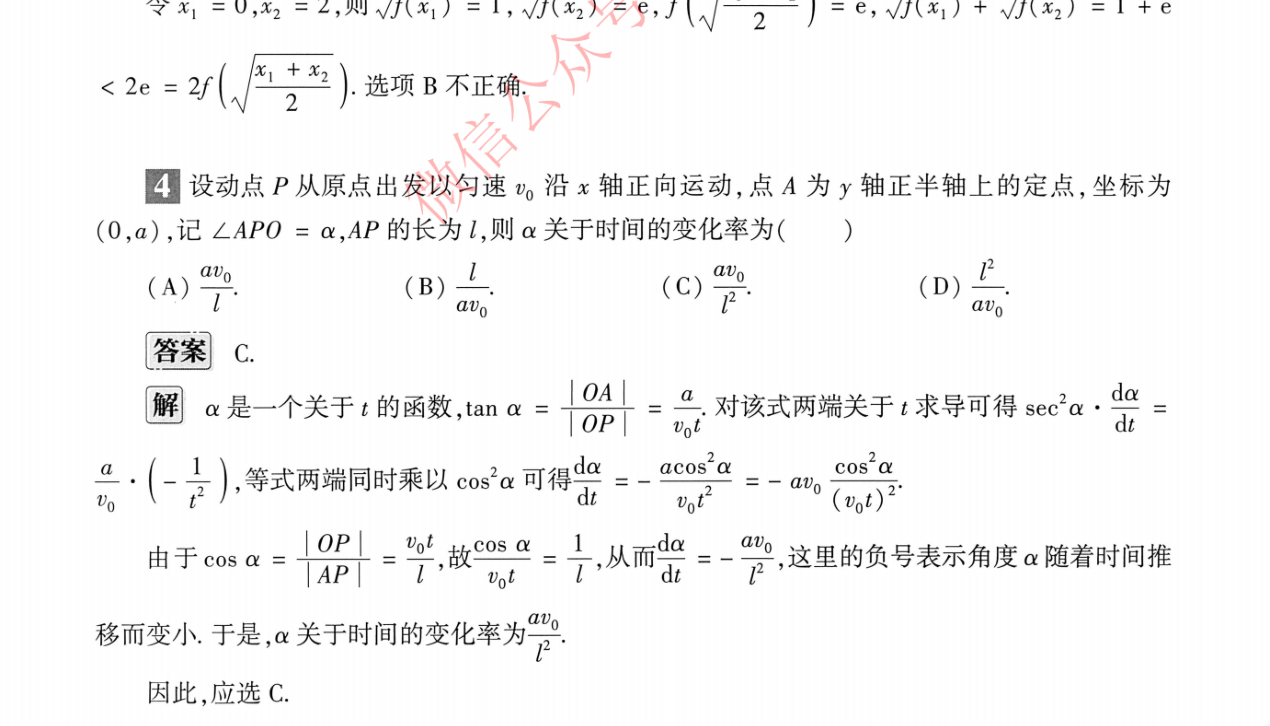 令 x₁ = 0,x₂ = 2,则 √f(x₁) = 1, √f(x₂) = e, f(√(x₁ + x₂)/2) = e, √f(x₁) + √f(x₂) = 1 + e
< 2e = 2f(√((x₁ + x₂)/2)). 选项 B 不正确.
4 设动点 P 从原点出发以匀速 v₀ 沿 x 轴正向运动,点 A 为 y 轴正半轴上的定点,坐标为
(0,a),记 ∠APO = α,AP 的长为 l,则 α 关于时间的变化率为(  )
(A) av₀/l. (B) l/av₀. (C) av₀/l². (D) l²/av₀.
答案 C.
解 α 是一个关于 t 的函数,tan α = |OA|/|OP| = a/v₀t. 对该式两端关于 t 求导可得 sec²α · dα/dt =
a/v₀ · (- 1/t²),等式两端同时乘以 cos²α 可得 dα/dt = - acos²α/v₀t² = - av₀ cos²α/(v₀t)².
由于 cos α = |OP|/|AP| = v₀t/l,故 cos α/v₀t = 1/l,从而 dα/dt = - av₀/l²,这里的负号表示角度 α 随着时间推
移而变小. 于是,α 关于时间的变化率为 av₀/l².
因此,应选 C.
微信公众号